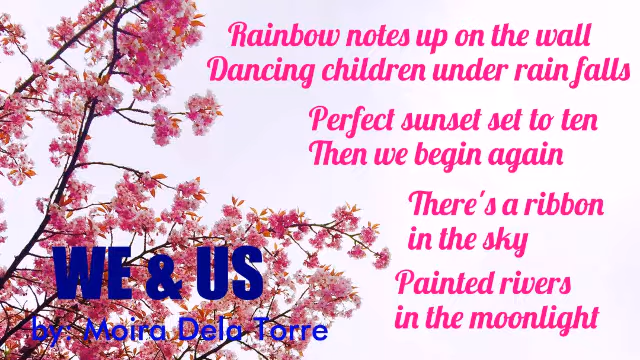 Rainbow notes up on the wall
Dancing children under rain falls
Perfect sunset set to ten
Then we begin again
There's a ribbon
in the sky
Painted rivers
in the moonlight
WE & US
by: Moira Dela Torre